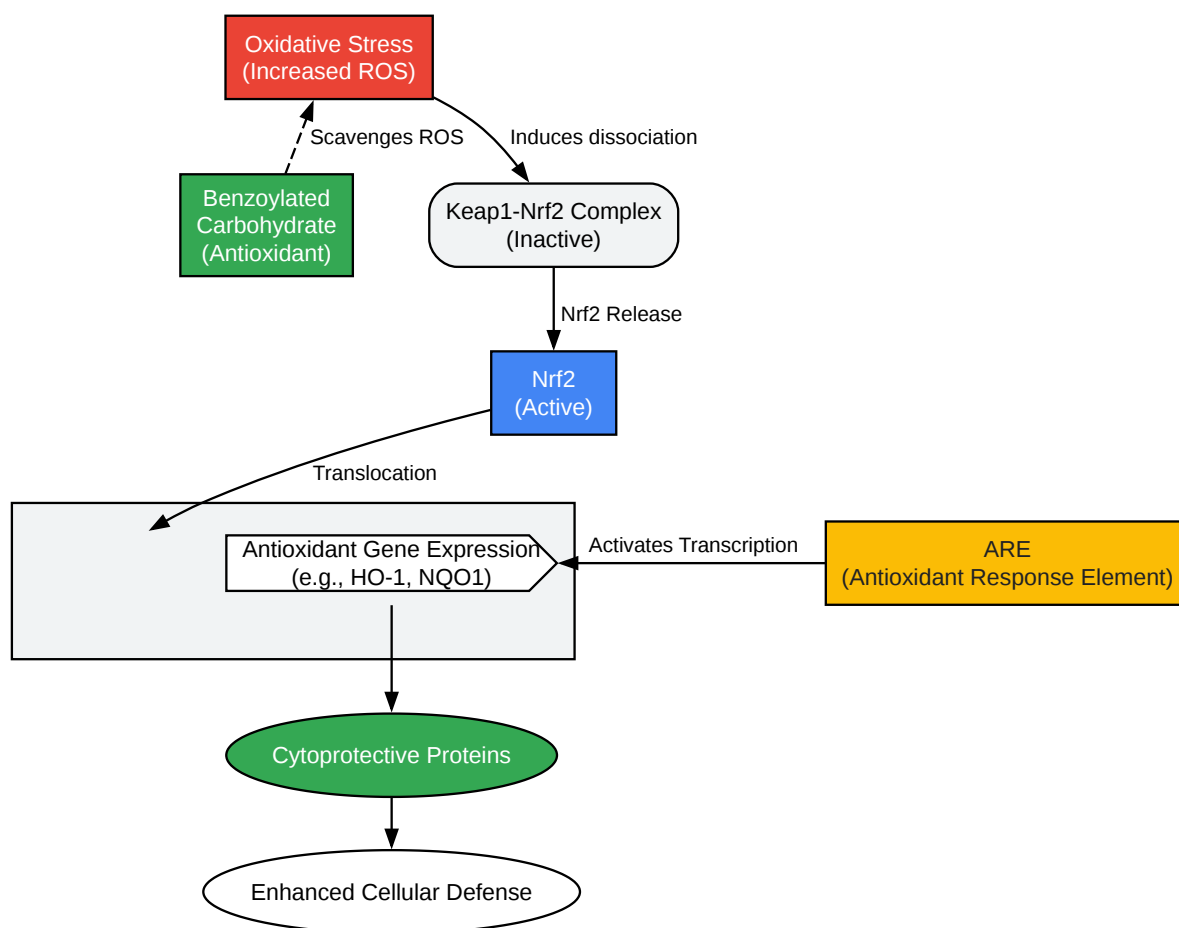 Oxidative Stress
(Increased ROS)
Scavenges ROS
Induces dissociation
Benzoylated
Carbohydrate
(Antioxidant)
Keap1-Nrf2 Complex
(Inactive)
Nrf2 Release
Nrf2
(Active)
Translocation
Antioxidant Gene Expression
(e.g., HO-1, NQO1)
Activates Transcription
ARE
(Antioxidant Response Element)
Cytoprotective Proteins
Enhanced Cellular Defense